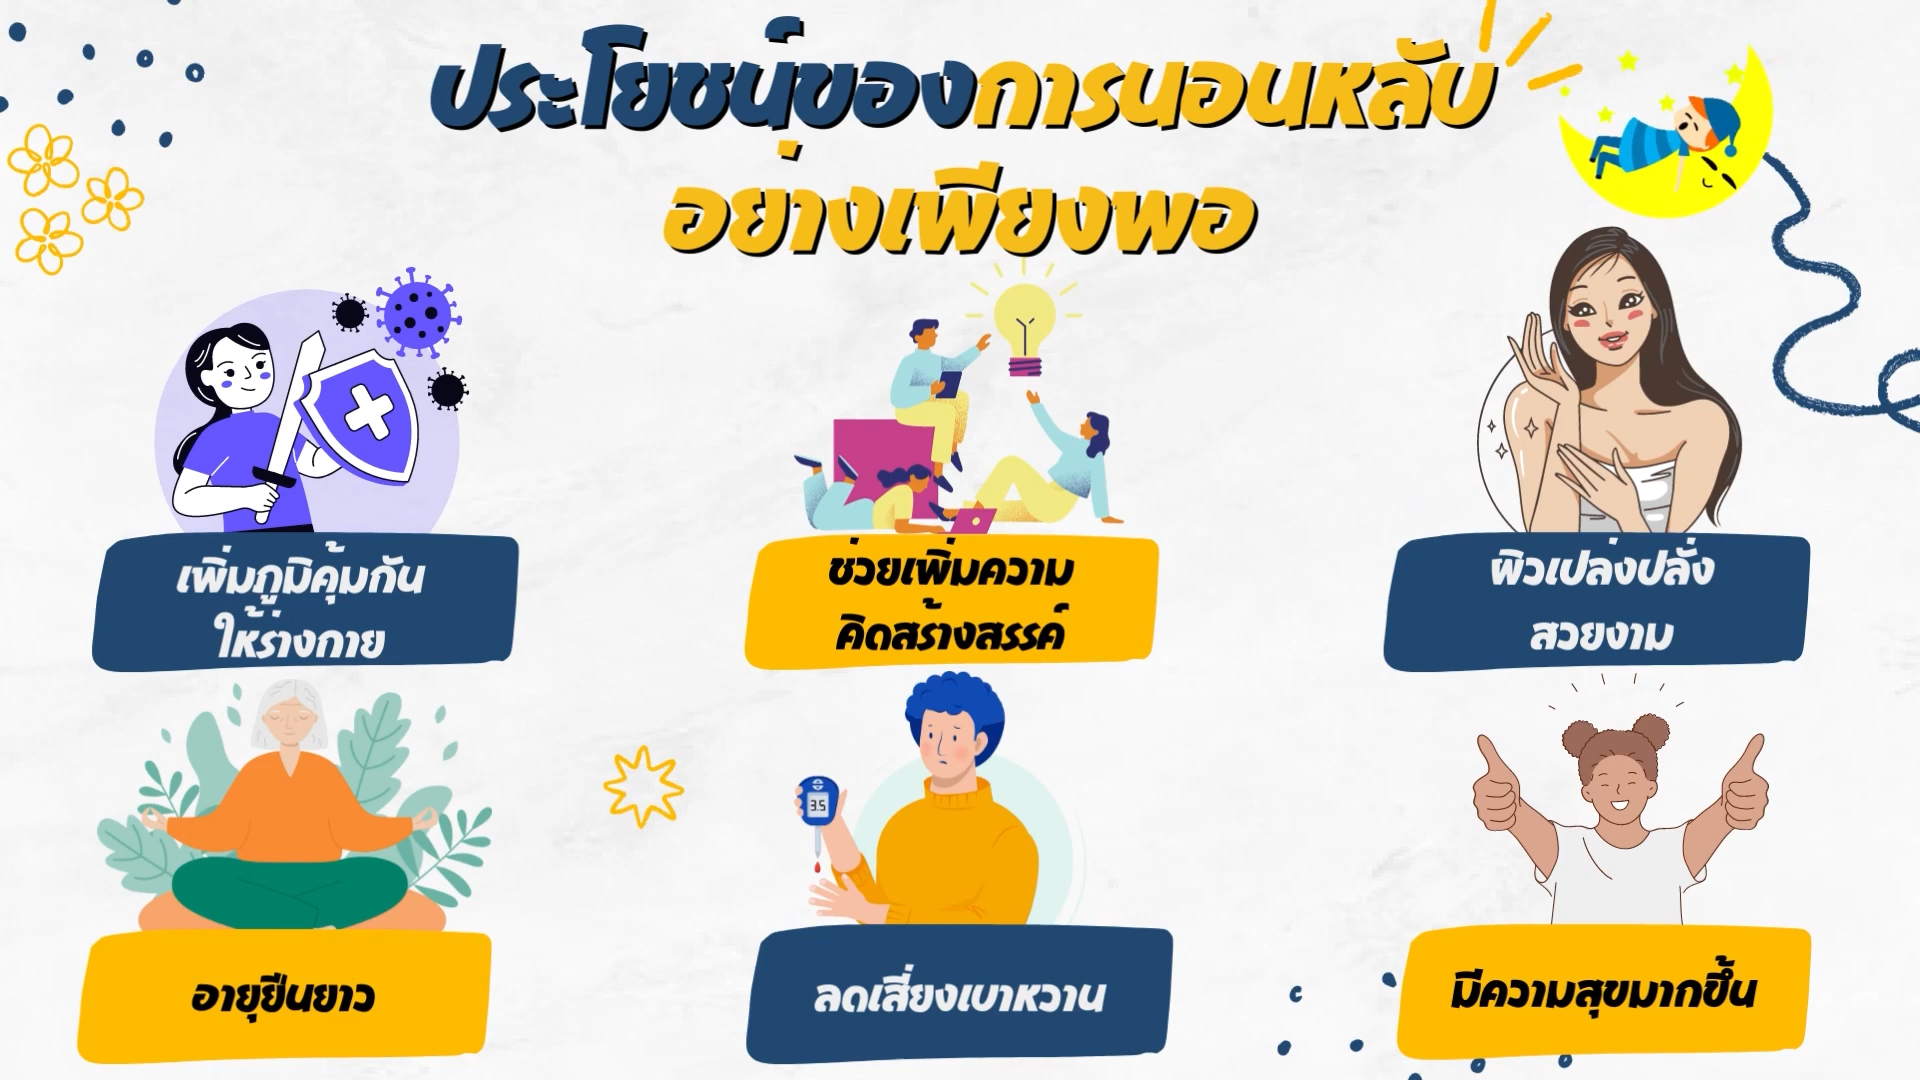 ประโยชน์ของการนอนหลับ
อย่างเพียงพอ
เพิ่มภูมิคุ้มกัน
ให้ร่างกาย
ช่วยเพิ่มความ
คิดสร้างสรรค์
ผิวเปล่งปลั่ง
สวยงาม
3.5
อายุยืนยาว
ลดเสี่ยงเบาหวาน
มีความสุขมากขึ้น